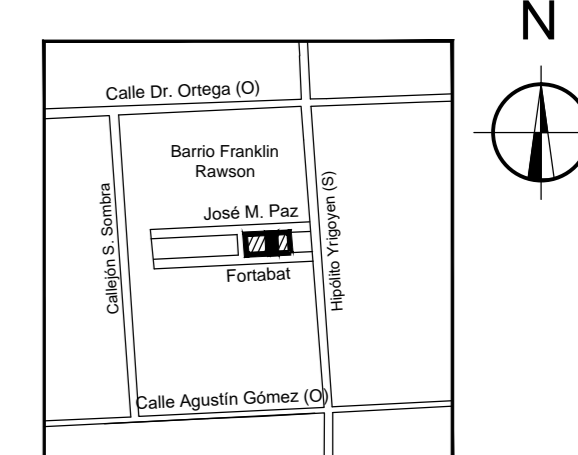 N
Calle Dr. Ortega (O)
Barrio Franklin
Rawson
José M. Paz
Callejón S. Sombra
Hipólito Yrigoyen (S)
Fortabat
Calle Agustín Gómez (O)